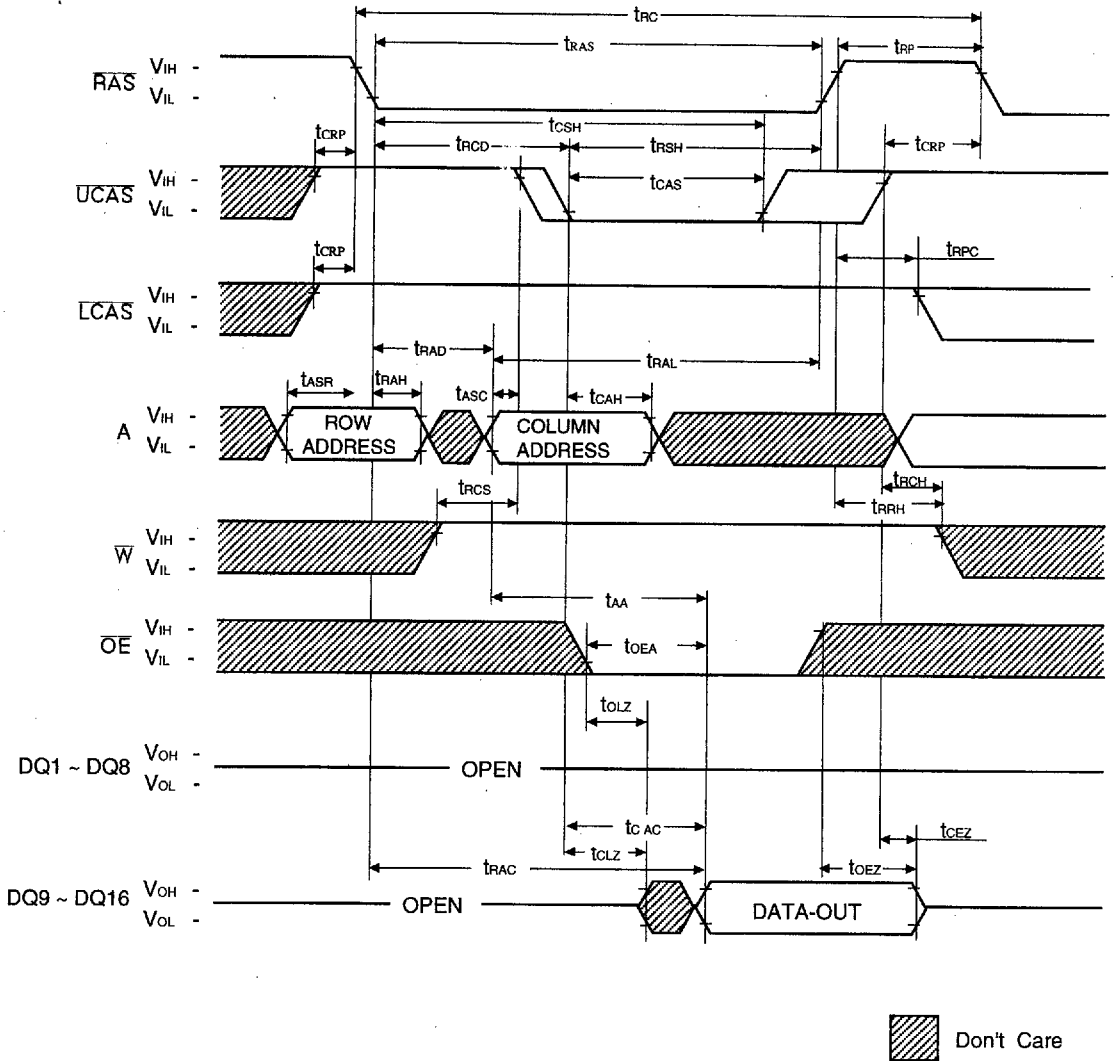 tRC
tRAS
tRP
RAS
VIH -
VIL -
tCSH
tCRP
tRCD
tRSH
tCRP
UCAS
VIH -
VIL -
tCAS
tCRP
tRPC
LCAS
VIH -
VIL -
tRAD
tRAL
tASR
tRAH
tASC
tCAH
A
VIH -
VIL -
ROW
ADDRESS
COLUMN
ADDRESS
tRCS
tRCH
tRRH
W
VIH -
VIL -
tAA
OE
VIH -
VIL -
tOEA
tOLZ
DQ1 ~ DQ8
VOH -
VOL -
OPEN
tC AC
tCEZ
tCLZ
tRAC
tOEZ
DQ9 ~ DQ16
VOH -
VOL -
OPEN
DATA-OUT
Don't Care